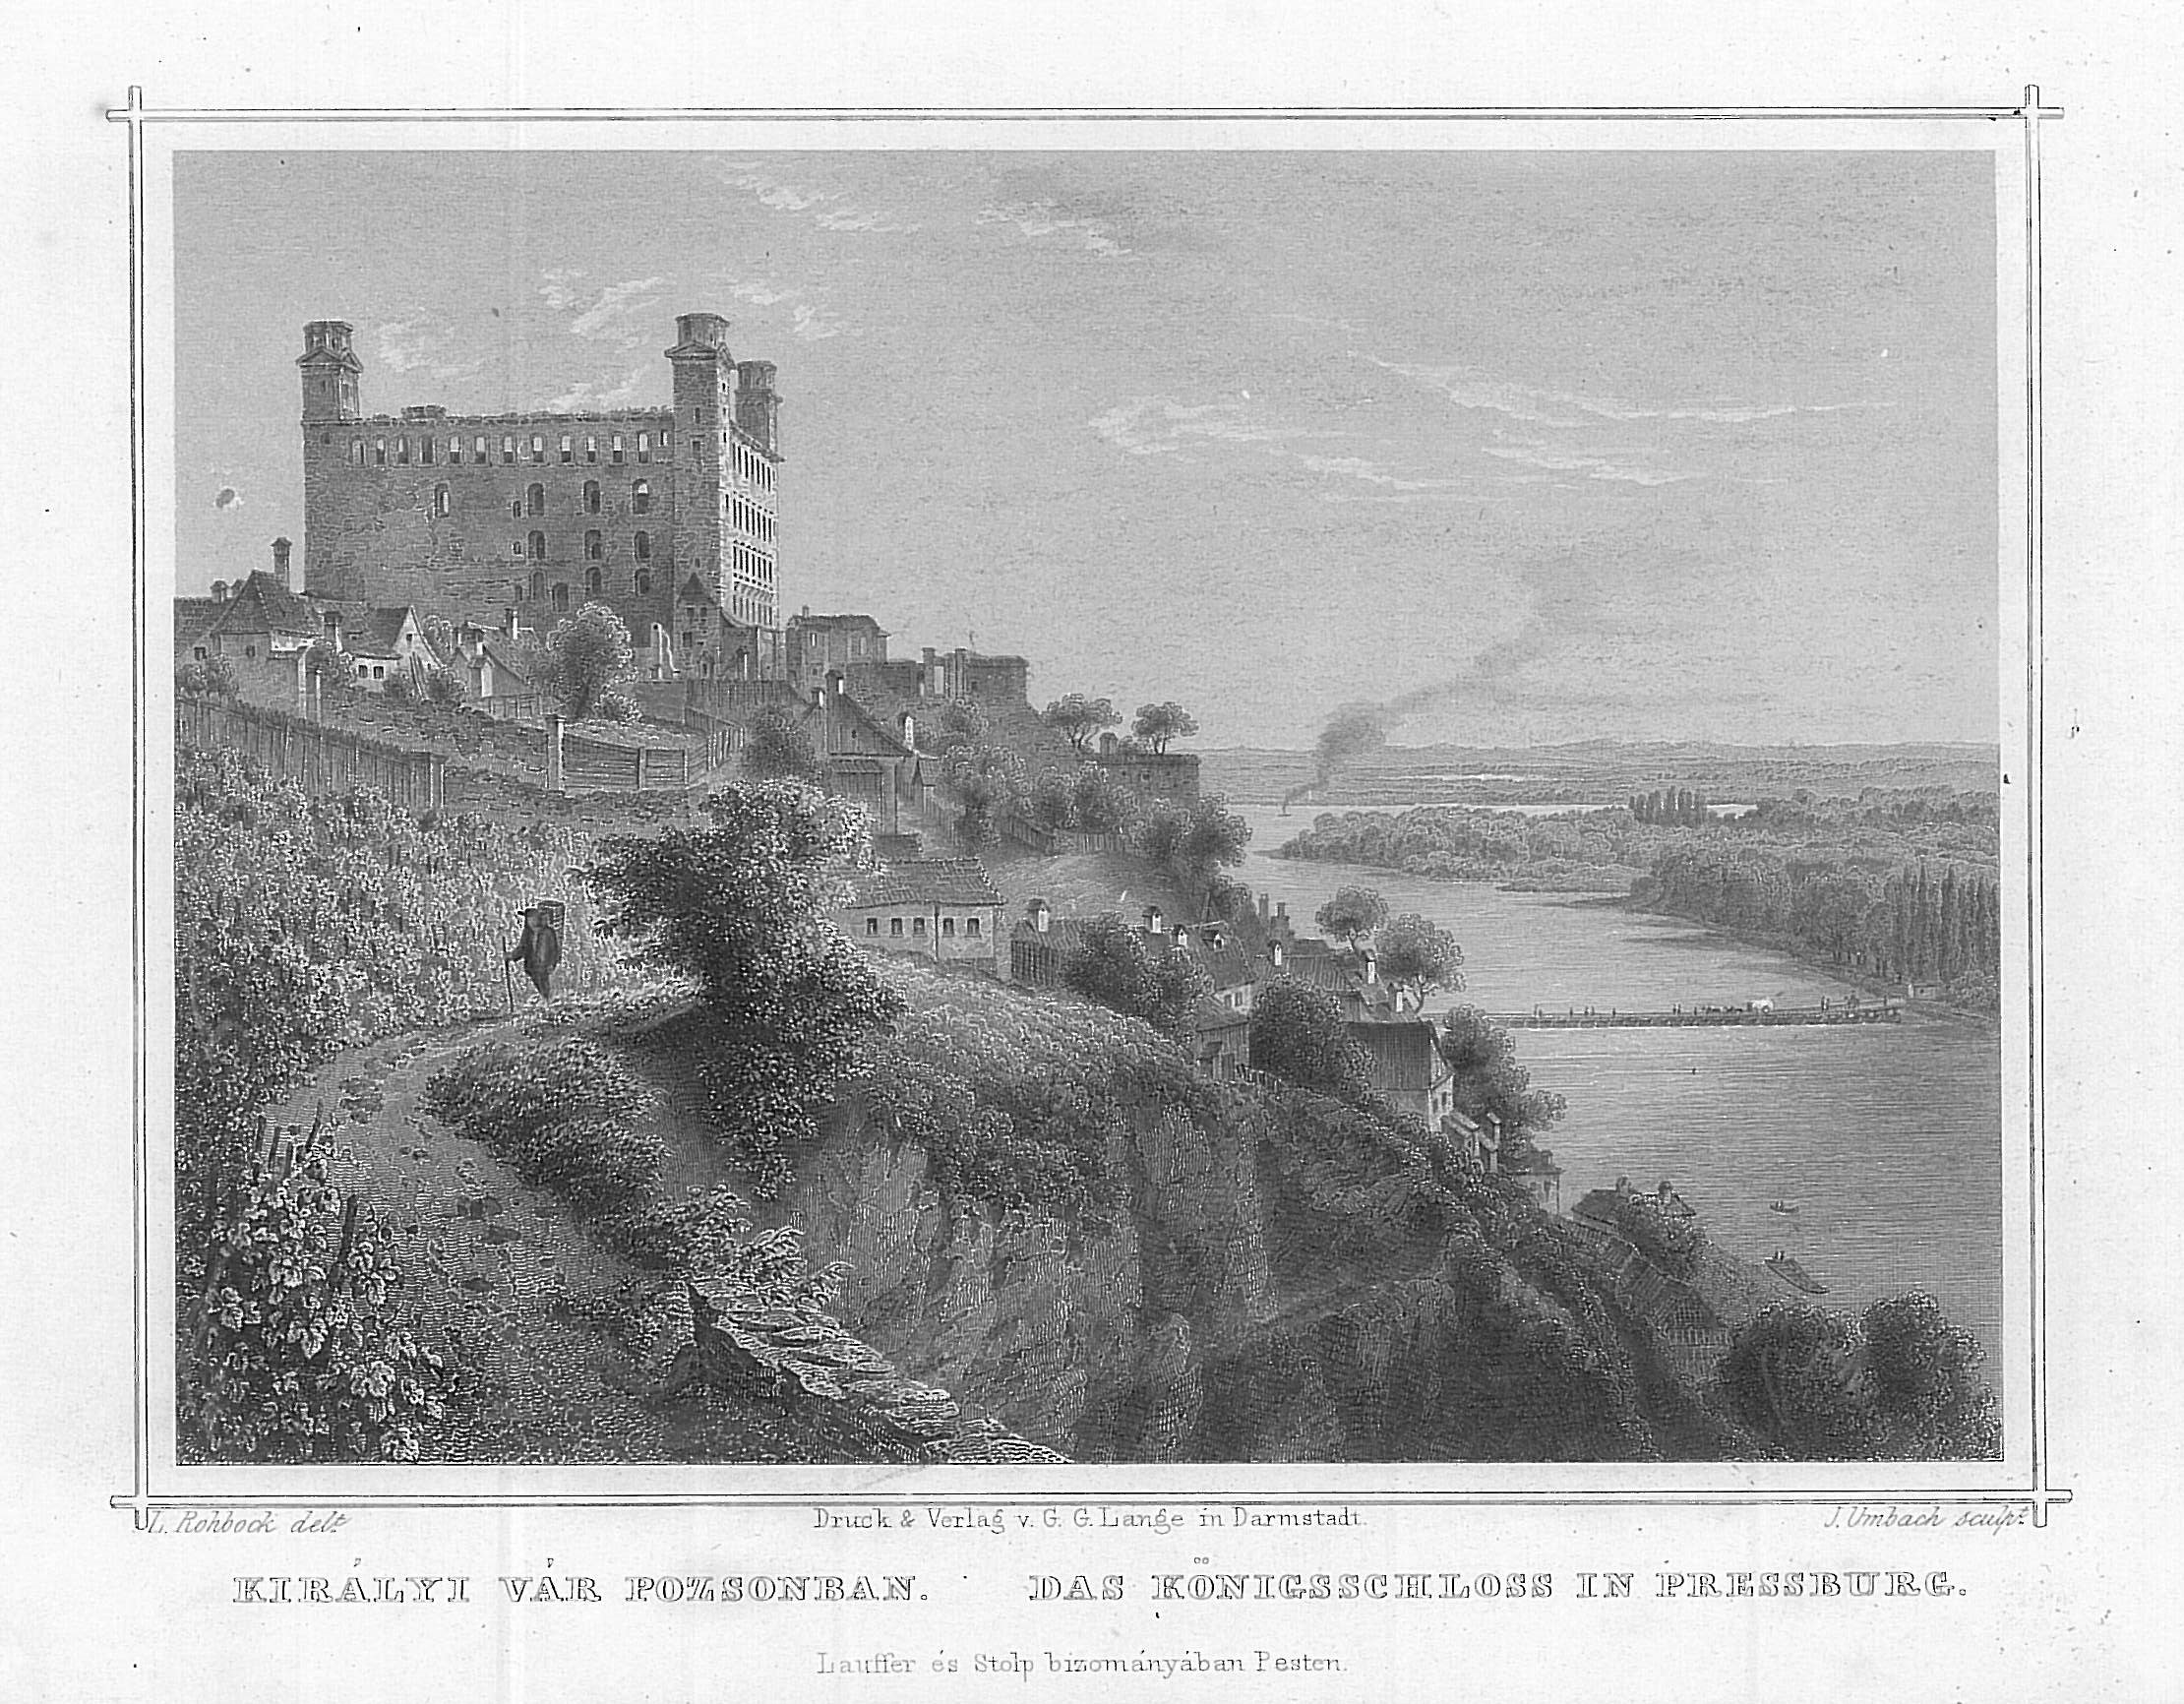 L. Rohbock delt.
Druck & Verlag v. G. G. Lange in Darmstadt.
J. Umbach sculpt.
KIRÁLYI VÁR POZSONBAN. DAS KÖNIGSSCHLOSS IN PRESSBURG.
Lauffer és Stolp bizományában Pesten.